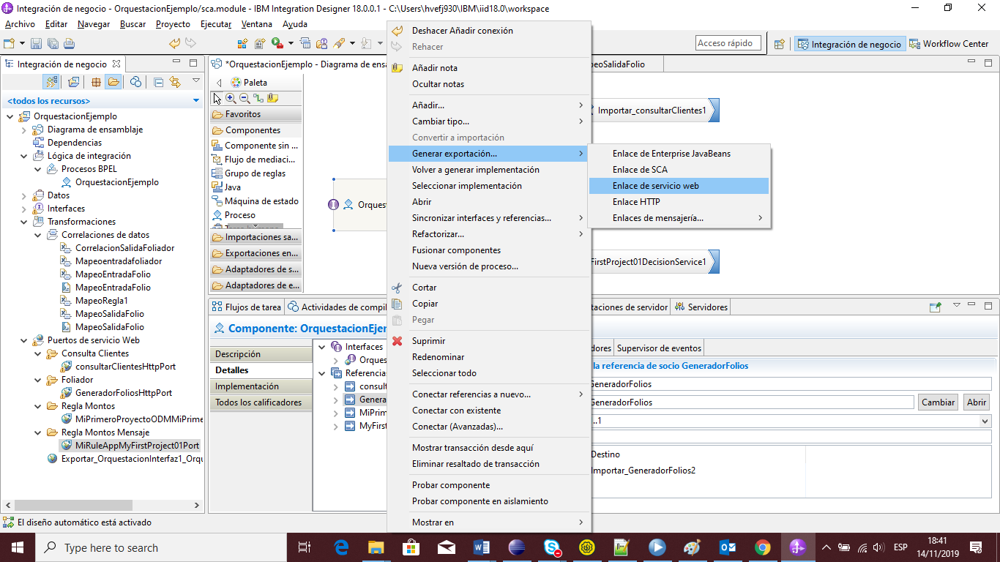 Integración de negocio - OrquestacionEjemplo/sca.module - IBM Integration Designer 18.0.0.1 - C:\Users\hvefj930\IBM\iid18.0\workspace
Archivo Editar Navegar Buscar Proyecto Ejecutar Ventana Ayuda
Acceso rápido
Integración de negocio
Workflow Center
Integración de negocio
<todos los recursos>
OrquestacionEjemplo
Diagrama de ensamblaje
Dependencias
Lógica de integración
Procesos BPEL
OrquestacionEjemplo
Datos
Interfaces
Transformaciones
Correlaciones de datos
CorrelacionSalidaFoliador
Mapeoentradafoliador
MapeoEntradaFolio
MapeoEntradaFolio
MapeoRegla1
MapeoSalidaFolio
MapeoSalidaFolio
Puertos de servicio Web
Consulta Clientes
consultarClientesHttpPort
Foliador
GeneradorFoliosHttpPort
Regla Montos
MiPrimeroProyectoODMMiPrime
Regla Montos Mensaje
MiRuleAppMyFirstProject01Port
Exportar_OrquestacionInterfaz1_Orqu
*OrquestacionEjemplo - Diagrama de ens
peoSalidaFolio
Paleta
Favoritos
Componentes
Componente sin ...
Flujo de mediaci...
Grupo de reglas
Java
Máquina de estado
Proceso
Importaciones sa...
Exportaciones en...
Adaptadores de s...
Adaptadores de e...
Orques
Importar_consultarClientes1
FirstProject01DecisionService1
Deshacer Añadir conexión
Rehacer
Añadir nota
Ocultar notas
Añadir...
Cambiar tipo...
Convertir a importación
Generar exportación...
Volver a generar implementación
Seleccionar implementación
Abrir
Sincronizar interfaces y referencias...
Refactorizar...
Fusionar componentes
Nueva versión de proceso...
Cortar
Copiar
Pegar
Suprimir
Redenominar
Seleccionar todo
Conectar referencias a nuevo...
Conectar con existente
Conectar (Avanzadas)...
Mostrar transacción desde aquí
Eliminar resaltado de transacción
Probar componente
Probar componente en aislamiento
Mostrar en
Enlace de Enterprise JavaBeans
Enlace de SCA
Enlace de servicio web
Enlace HTTP
Enlaces de mensajería...
Flujos de tarea
Actividades de compil
taciones de servidor
Servidores
Componente: OrquestacionEjem
Descripción
Detalles
Implementación
Todos los calificadores
Interfaces
Orques
Referencias
consult
Genera
MiPrim
MyFirst
dores
Supervisor de eventos
la referencia de socio GeneradorFolios
GeneradorFolios
GeneradorFolios
Cambiar
Abrir
..1
Destino
Importar_GeneradorFolios2
El diseño automático está activado
Type here to search
ESP
18:41
14/11/2019